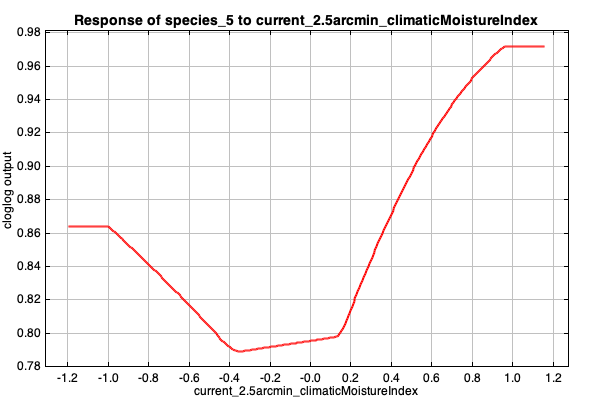 Response of species_5 to current_2.5arcmin_climaticMoistureIndex
0.98
0.96
0.94
0.92
0.90
0.88
0.86
0.84
0.82
0.80
0.78
cloglog output
-1.2 -1.0 -0.8 -0.6 -0.4 -0.2 -0.0 0.2 0.4 0.6 0.8 1.0 1.2
current_2.5arcmin_climaticMoistureIndex